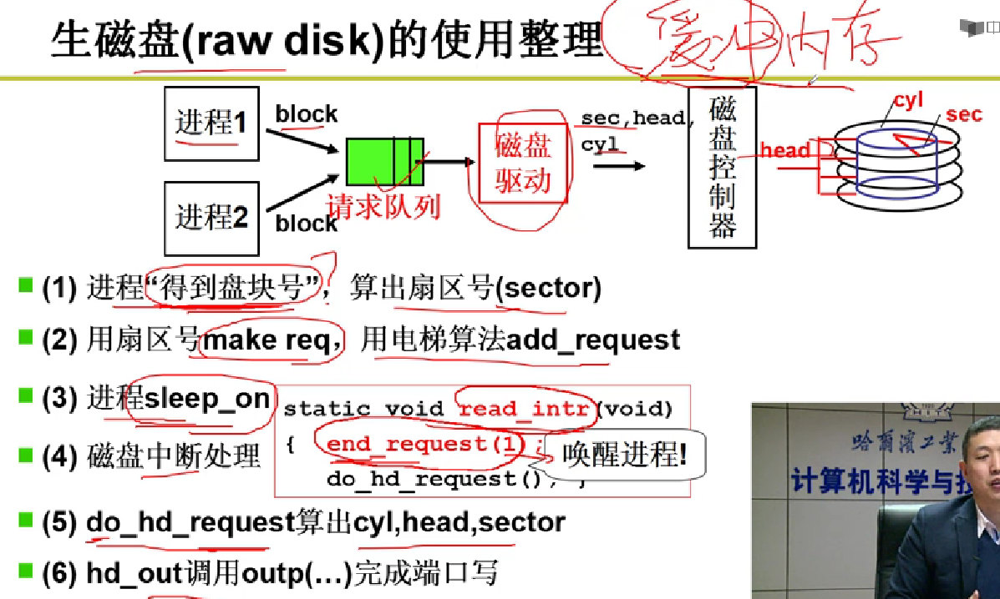 生磁盘(raw disk)的使用整理
缓冲内存
中
进程1
block
进程2
block
请求队列
磁盘
驱动
sec,head,
cyl
磁盘控制器
cyl
sec
head
(1) 进程“得到盘块号”，算出扇区号(sector)
(2) 用扇区号make req，用电梯算法add_request
(3) 进程sleep_on
static void read_intr(void)
{ end_request(1);
唤醒进程!
do_hd_request(); }
(4) 磁盘中断处理
(5) do_hd_request算出cyl,head,sector
(6) hd_out调用outp(…)完成端口写
哈爾濱工業
计算机科学与技